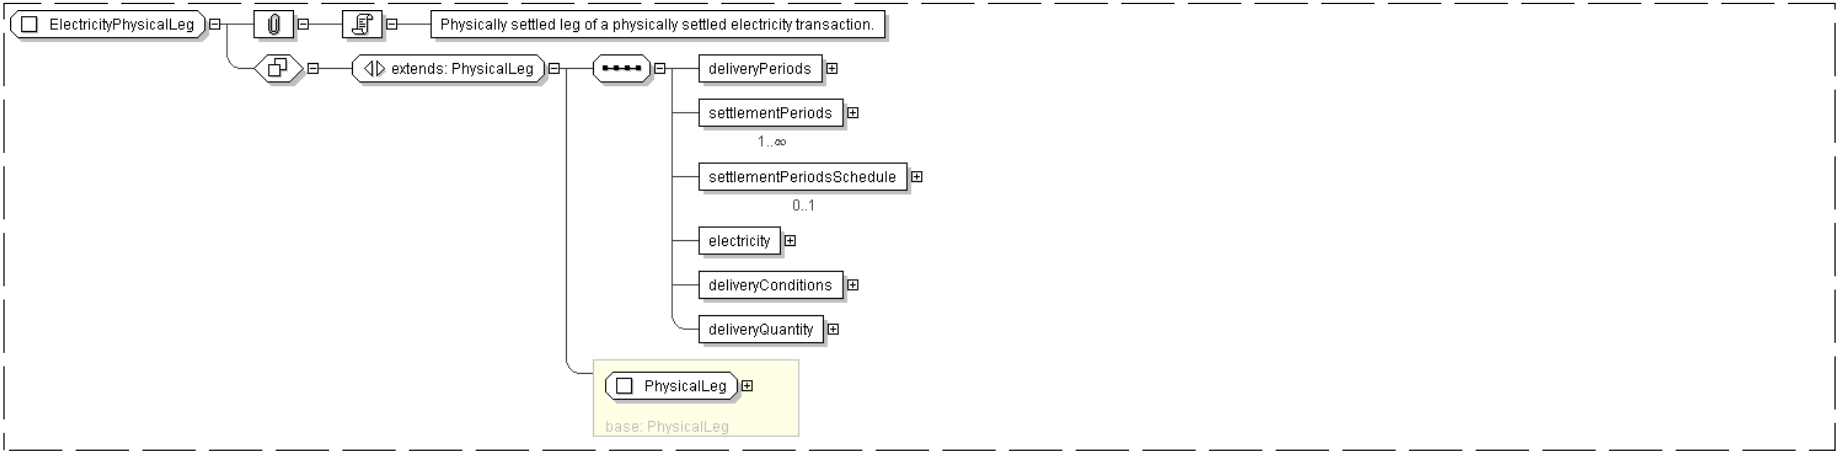 ElectricityPhysicalLeg
Physically settled leg of a physically settled electricity transaction.
extends: PhysicalLeg
deliveryPeriods
settlementPeriods
1..∞
settlementPeriodsSchedule
0..1
electricity
deliveryConditions
deliveryQuantity
PhysicalLeg
base: PhysicalLeg